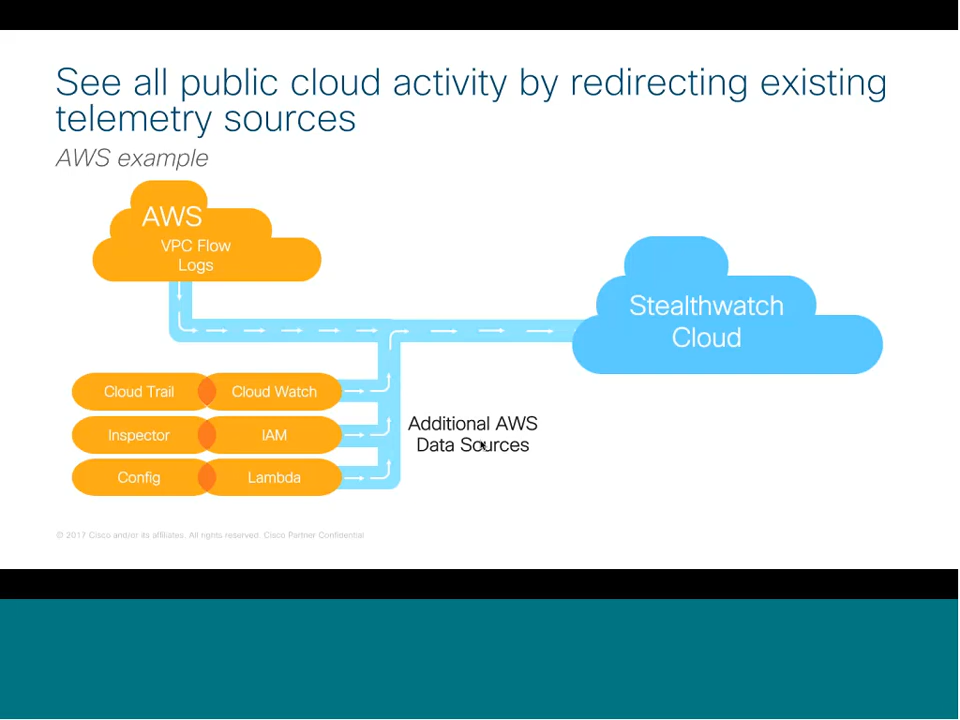 See all public cloud activity by redirecting existing
telemetry sources
AWS example
AWS
VPC Flow
Logs
Stealthwatch
Cloud
Cloud Trail
Cloud Watch
Inspector
IAM
Config
Lambda
Additional AWS
Data Sources
© 2017 Cisco and/or its affiliates. All rights reserved. Cisco Partner Confidential